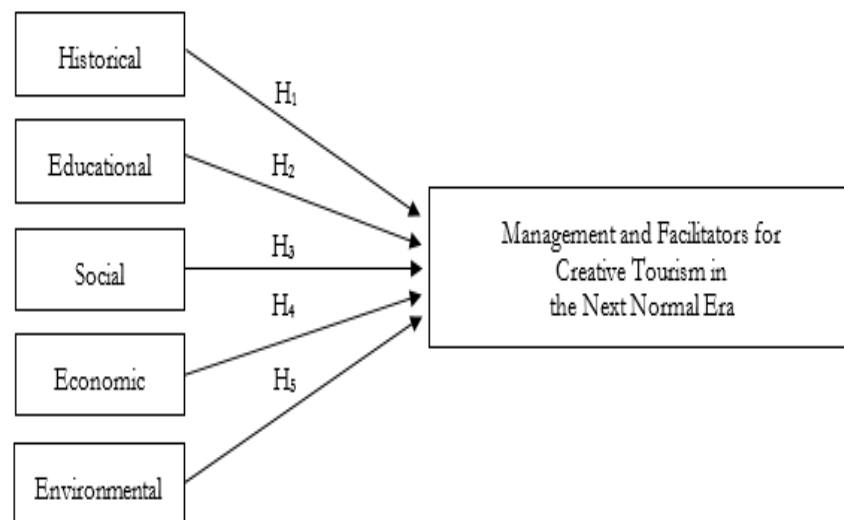 Historical
H₁
Educational
H₂
Social
H₃
Economic
H₄
Environmental
H₅
Management and Facilitators for
Creative Tourism in
the Next Normal Era